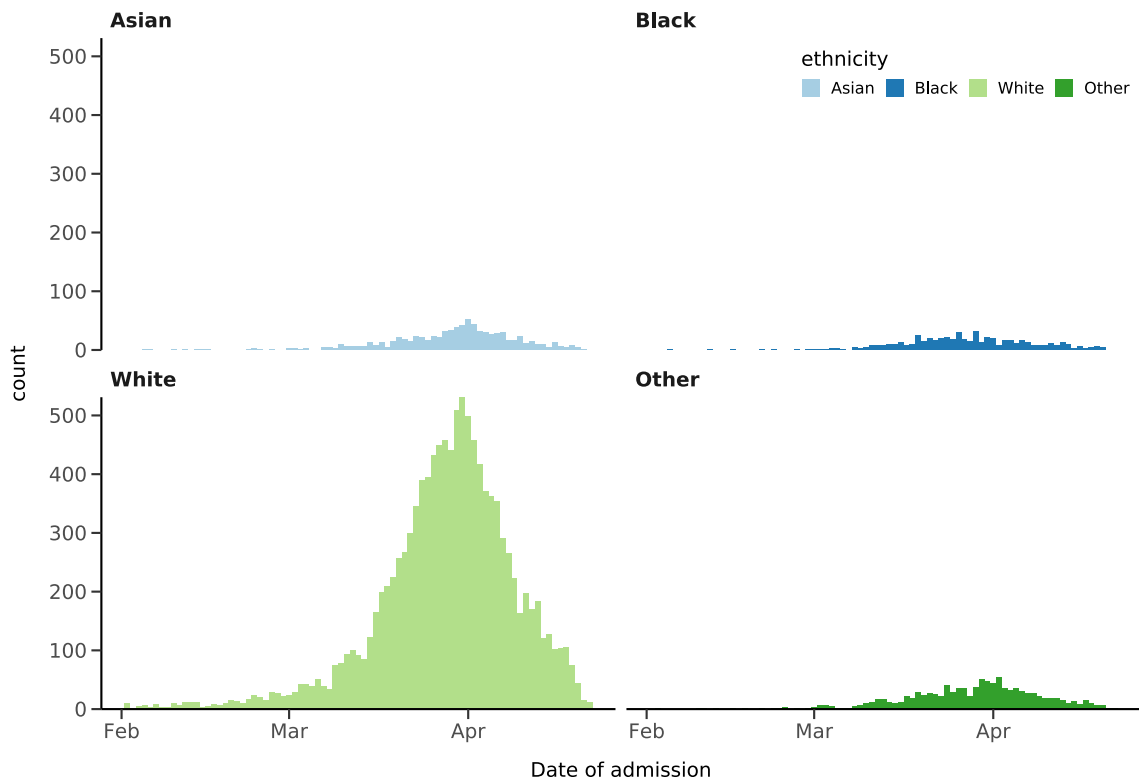 Asian
Black
500
400
300
200
100
0
ethnicity
Asian Black White Other
count
White
Other
500
400
300
200
100
0
Feb Mar Apr Feb Mar Apr
Date of admission